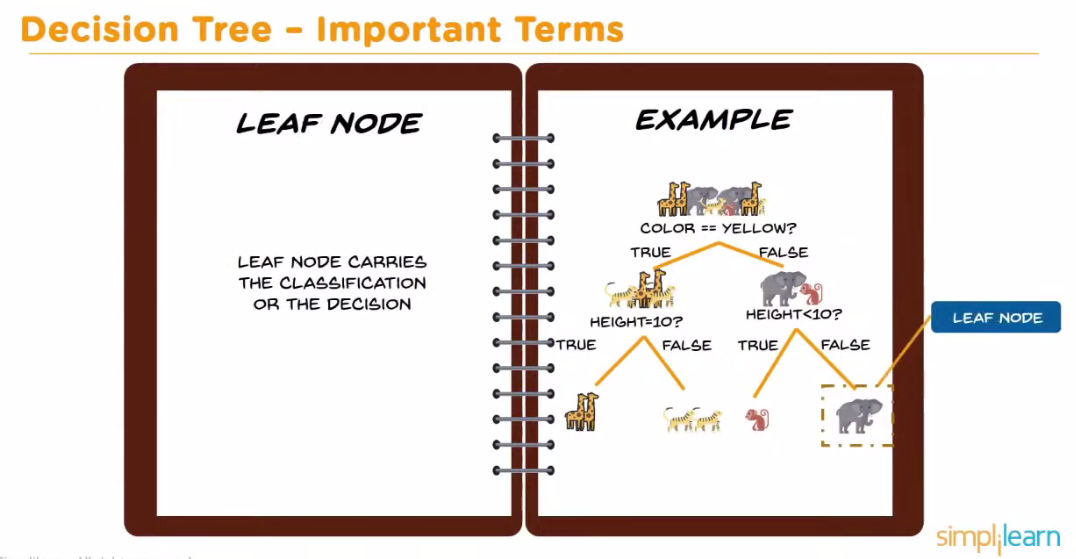 Decision Tree – Important Terms
LEAF NODE
LEAF NODE CARRIES
THE CLASSIFICATION
OR THE DECISION
EXAMPLE
COLOR == YELLOW?
TRUE
FALSE
HEIGHT=10?
HEIGHT<10?
TRUE
FALSE
TRUE
FALSE
LEAF NODE
simplilearn